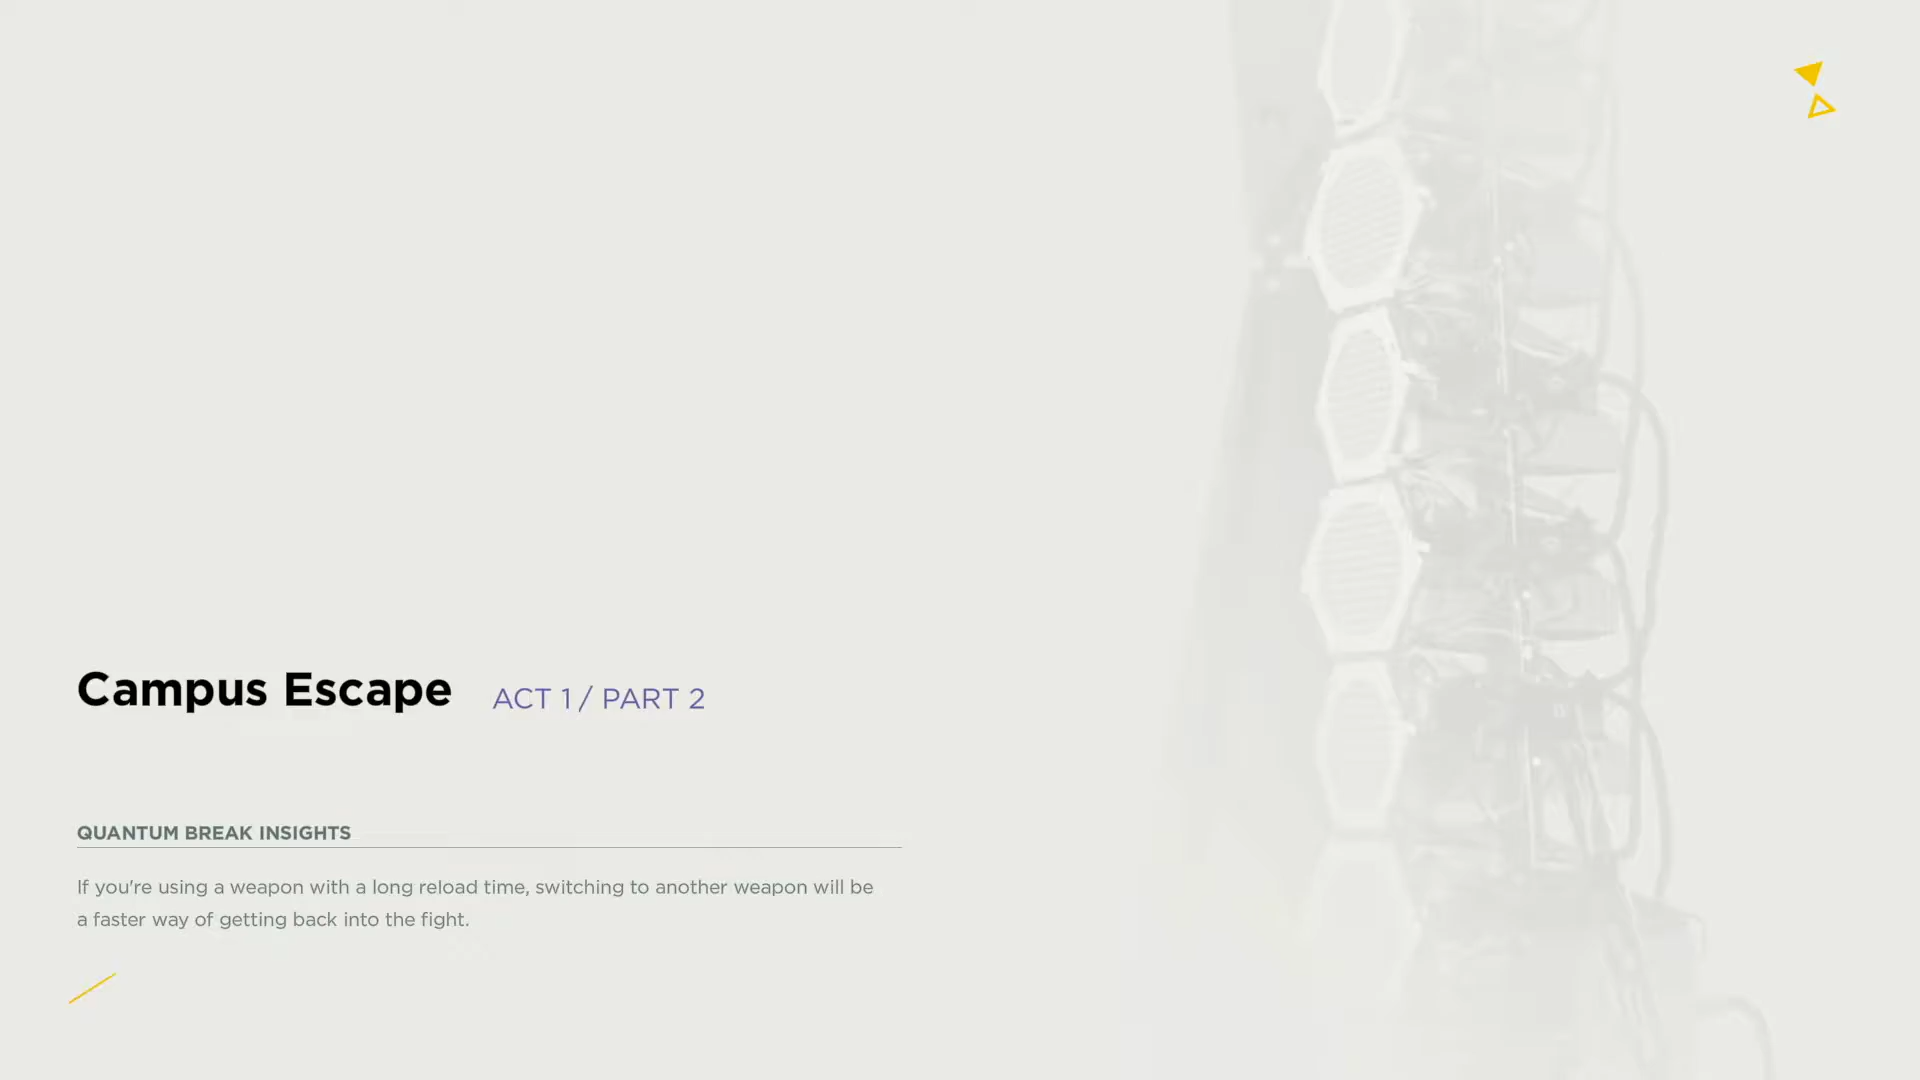 Campus Escape ACT 1 / PART 2
QUANTUM BREAK INSIGHTS
If you're using a weapon with a long reload time, switching to another weapon will be
a faster way of getting back into the fight.